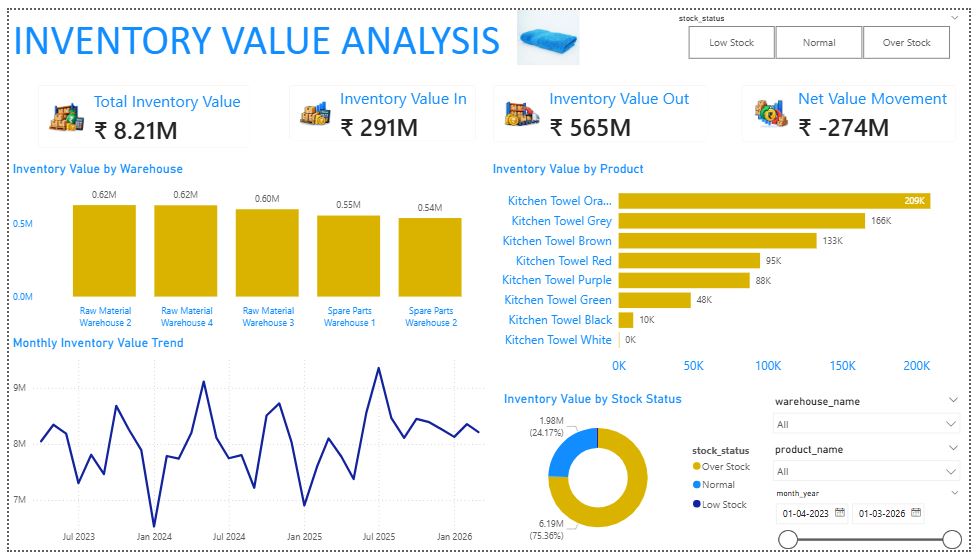 INVENTORY VALUE ANALYSIS
stock_status
Low Stock
Normal
Over Stock
Total Inventory Value
₹ 8.21M
Inventory Value In
₹ 291M
Inventory Value Out
₹ 565M
Net Value Movement
₹ -274M
Inventory Value by Warehouse
0.5M
0.0M
0.62M
0.62M
0.60M
0.55M
0.54M
Raw Material
Warehouse 2
Raw Material
Warehouse 4
Raw Material
Warehouse 3
Spare Parts
Warehouse 1
Spare Parts
Warehouse 2
Inventory Value by Product
Kitchen Towel Ora... 209K
Kitchen Towel Grey 166K
Kitchen Towel Brown 133K
Kitchen Towel Red 95K
Kitchen Towel Purple 88K
Kitchen Towel Green 48K
Kitchen Towel Black 10K
Kitchen Towel White 0K
0K 50K 100K 150K 200K
Monthly Inventory Value Trend
9M
8M
7M
Jul 2023 Jan 2024 Jul 2024 Jan 2025 Jul 2025 Jan 2026
Inventory Value by Stock Status
1.98M
(24.17%)
6.19M
(75.36%)
stock_status
Over Stock
Normal
Low Stock
warehouse_name
All
product_name
All
month_year
01-04-2023
01-03-2026